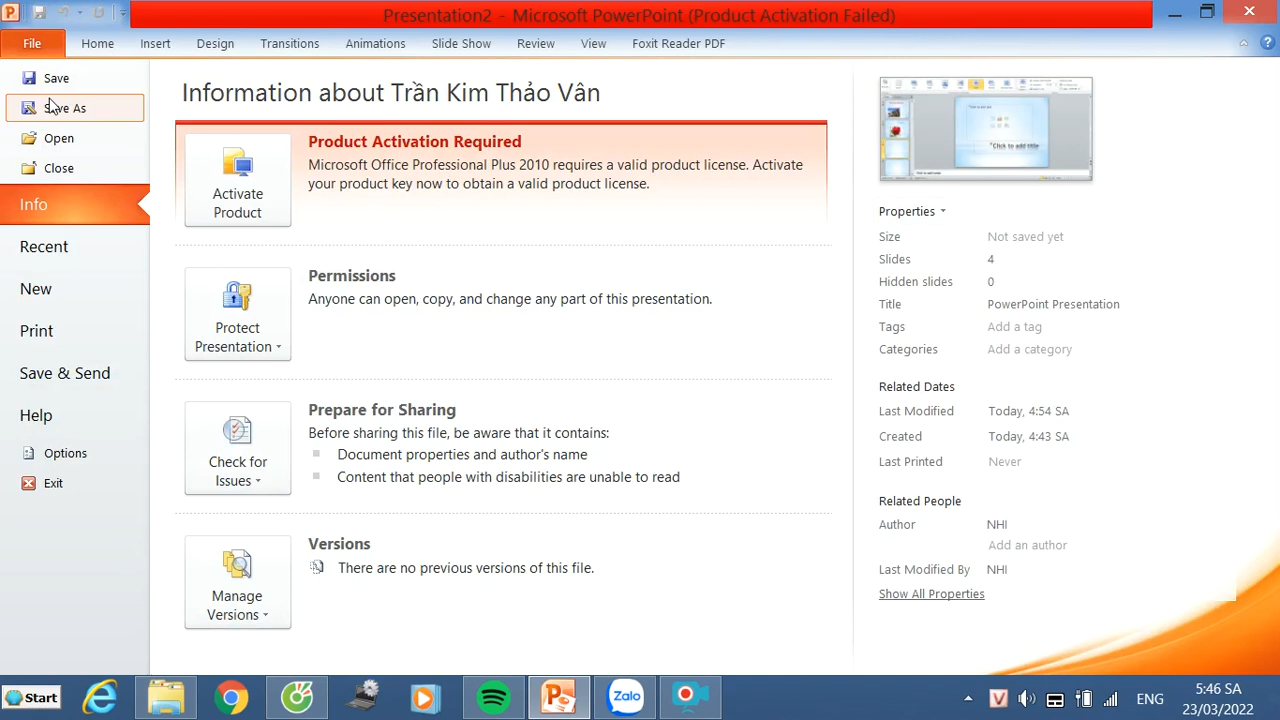 Presentation2 - Microsoft PowerPoint (Product Activation Failed)
File Home Insert Design Transitions Animations Slide Show Review View Foxit Reader PDF
Save
Save As
Open
Close
Info
Recent
New
Print
Save & Send
Help
Options
Exit
Information about Trần Kim Thảo Vân
Activate
Product
Product Activation Required
Microsoft Office Professional Plus 2010 requires a valid product license. Activate
your product key now to obtain a valid product license.
Protect
Presentation
Permissions
Anyone can open, copy, and change any part of this presentation.
Check for
Issues
Prepare for Sharing
Before sharing this file, be aware that it contains:
Document properties and author's name
Content that people with disabilities are unable to read
Manage
Versions
Versions
There are no previous versions of this file.
Click to add title
Properties
Size Not saved yet
Slides 4
Hidden slides 0
Title PowerPoint Presentation
Tags Add a tag
Categories Add a category
Related Dates
Last Modified Today, 4:54 SA
Created Today, 4:43 SA
Last Printed Never
Related People
Author NHI
Add an author
Last Modified By NHI
Show All Properties
Start
Zalo
ENG
5:46 SA
23/03/2022